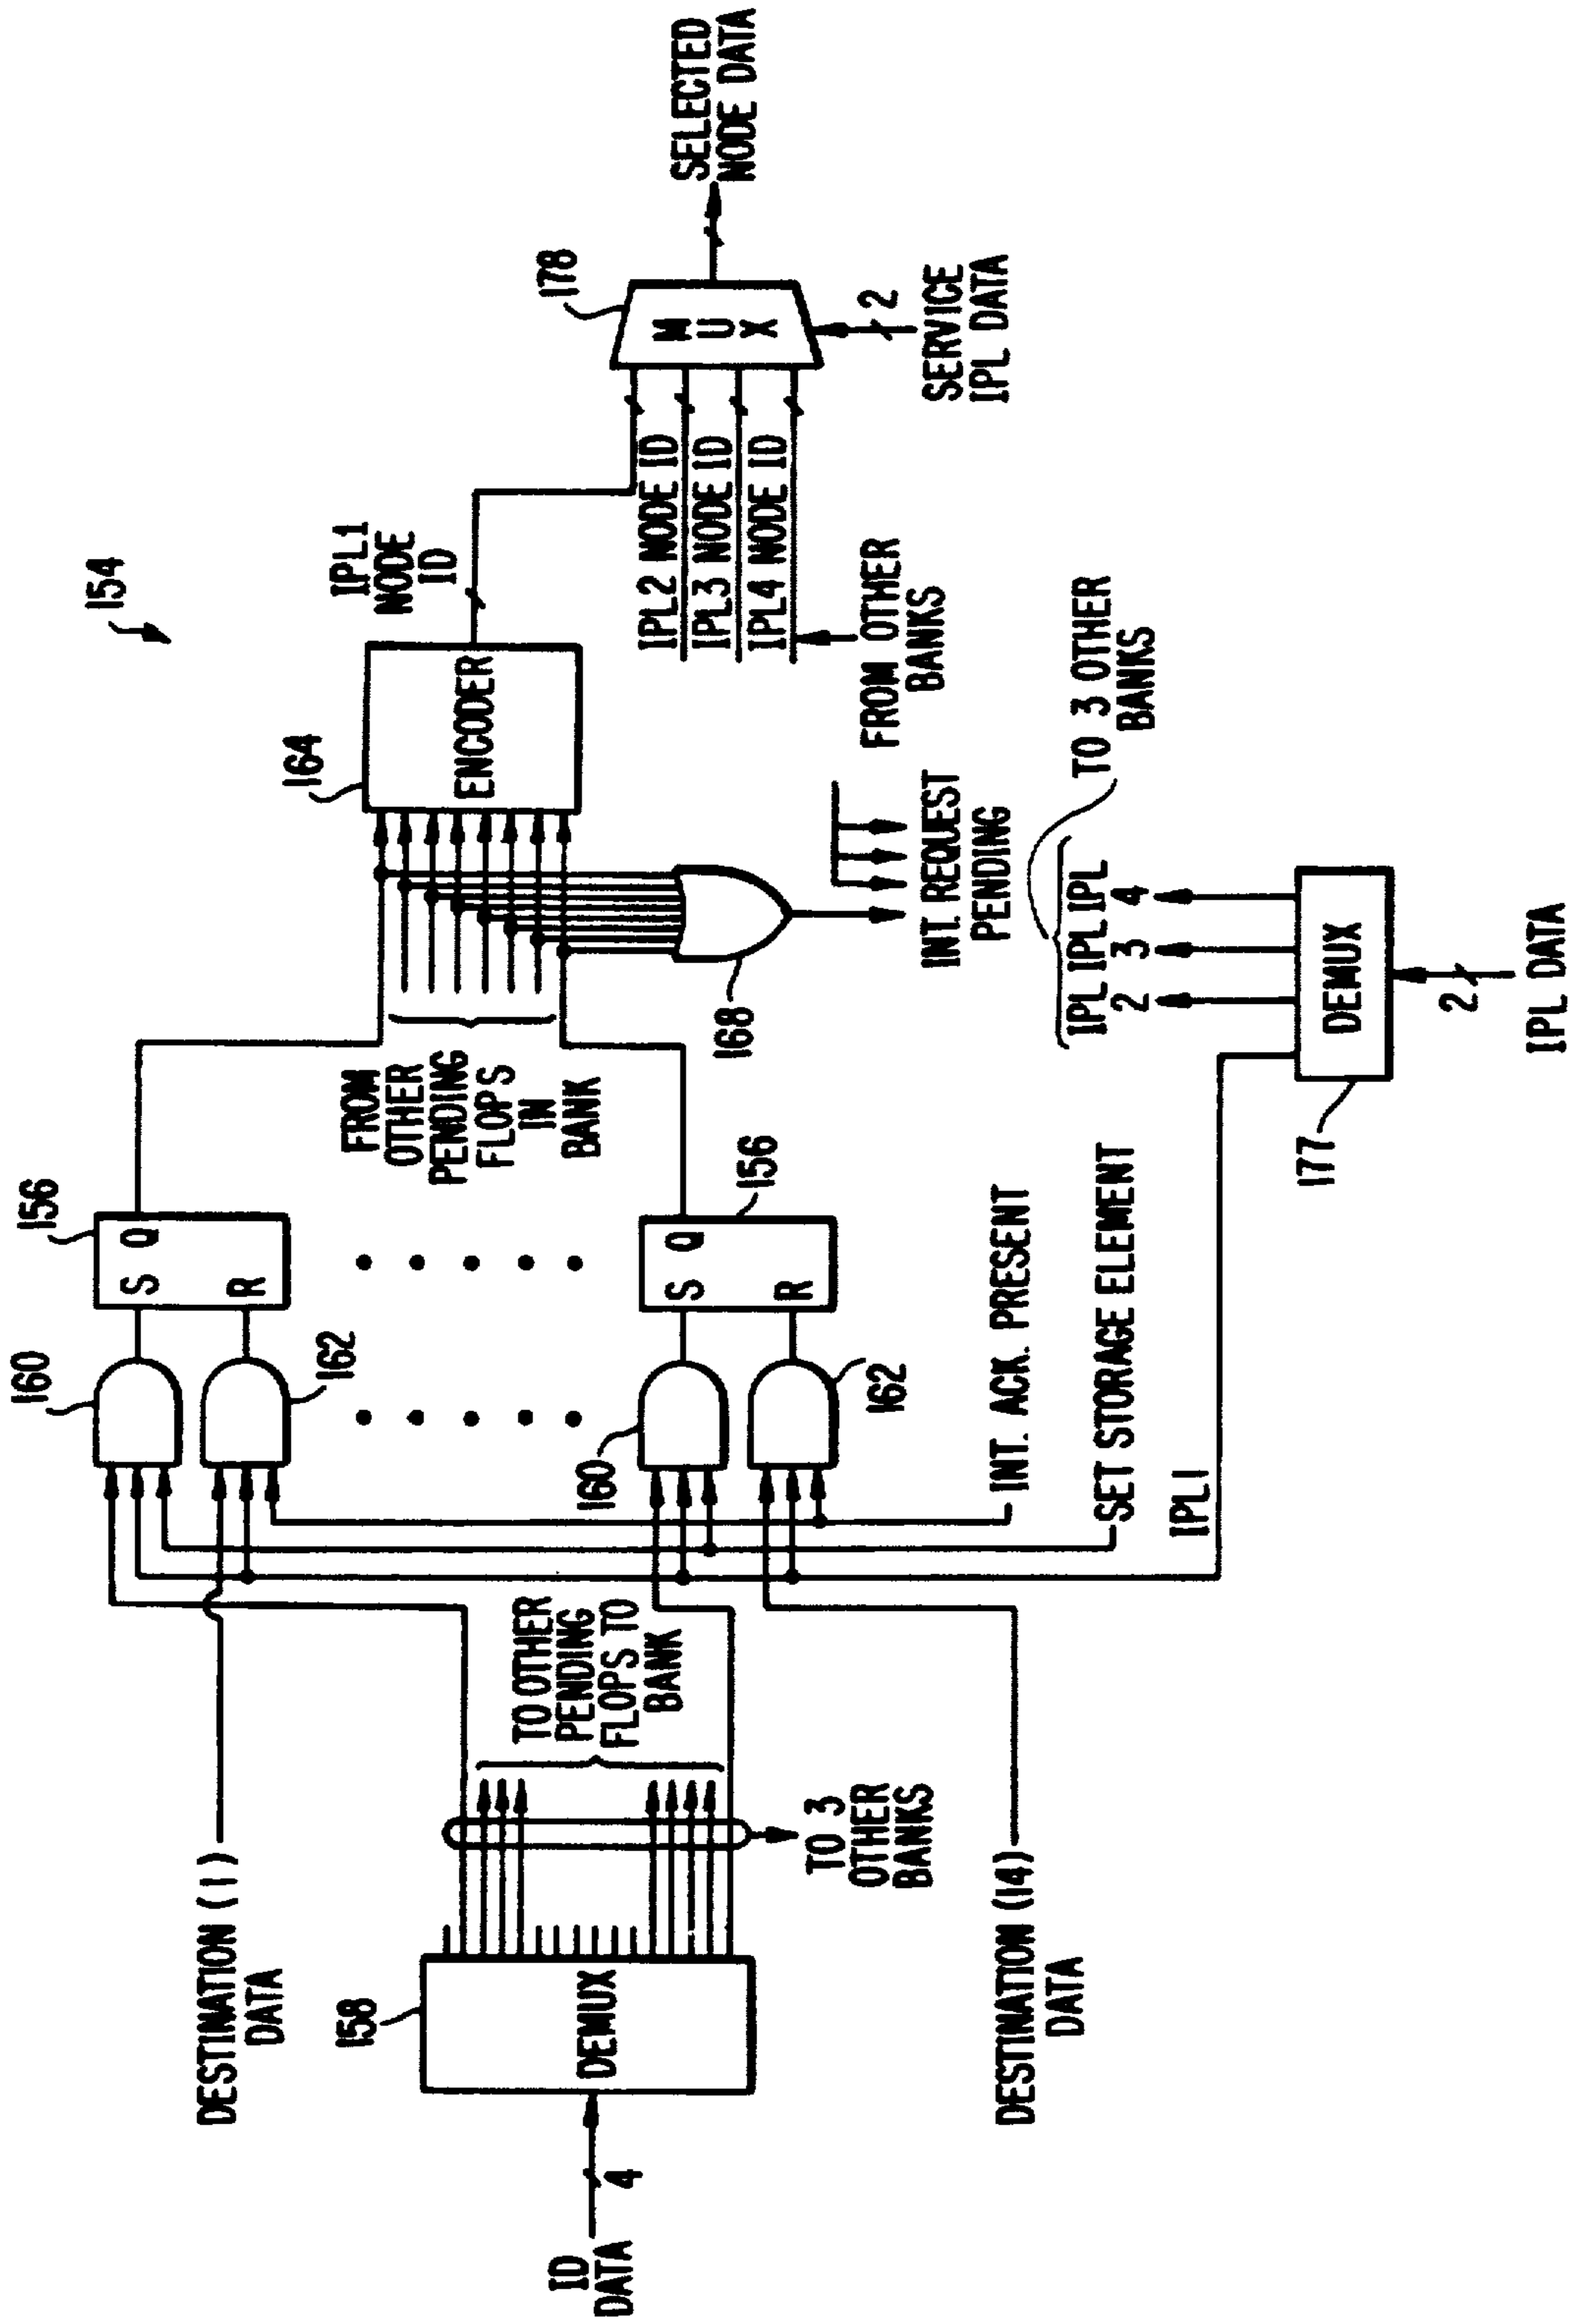 154
160
156
S Q
R
162
164
ENCODER
IPL1
NODE
ID
178
MUX
SELECTED
NODE DATA
DESTINATION (1)
DATA
FROM
OTHER
PENDING
FLOPS
IN
BANK
IPL2 NODE ID
IPL3 NODE ID
IPL4 NODE ID
158
DEMUX
ID
DATA
4
TO OTHER
PENDING
FLOPS TO
BANK
160
156
S Q
R
162
168
2
SERVICE
IPL DATA
FROM OTHER
BANKS
TO 3
OTHER
BANKS
INT. REQUEST
PENDING
DESTINATION (14)
DATA
INT. ACK. PRESENT
SET STORAGE ELEMENT
IPL1
IPL
2
IPL
3
IPL
4
TO 3 OTHER
BANKS
177
DEMUX
2
IPL DATA